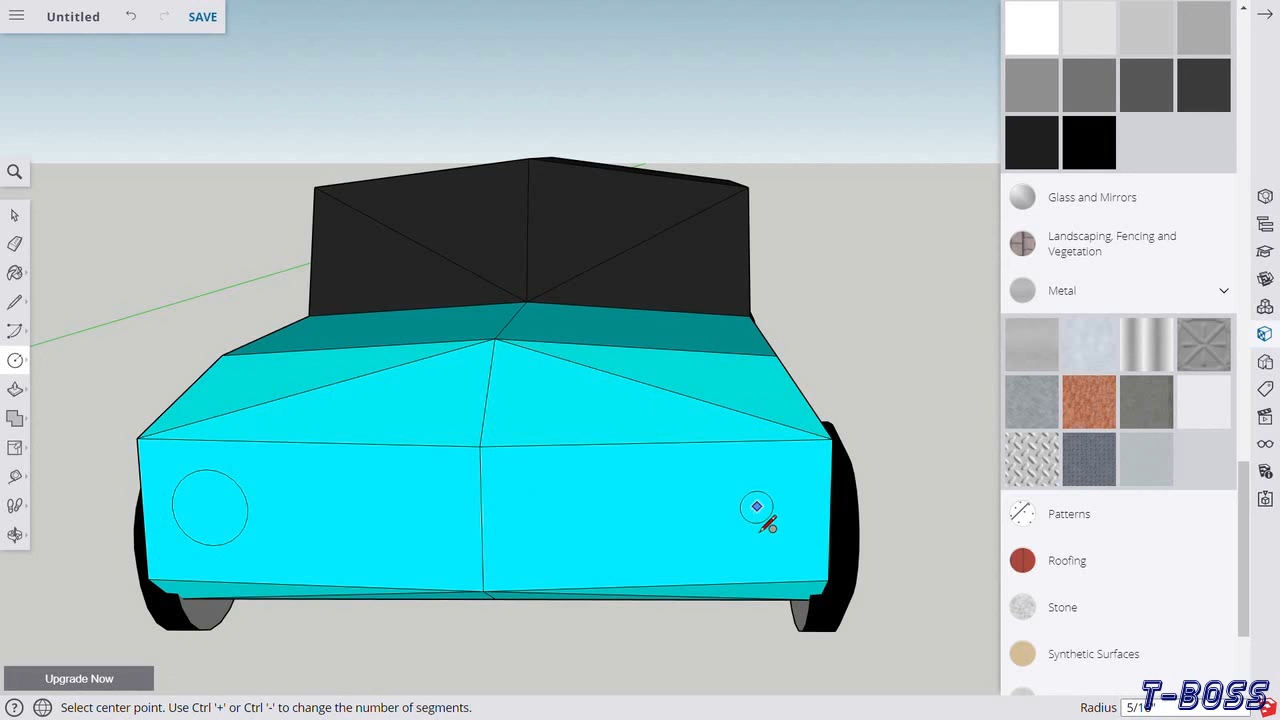 Untitled
SAVE
Glass and Mirrors
Landscaping, Fencing and
Vegetation
Metal
Patterns
Roofing
Stone
Synthetic Surfaces
Upgrade Now
Select center point. Use Ctrl '+' or Ctrl '-' to change the number of segments.
Radius
T-BOSS